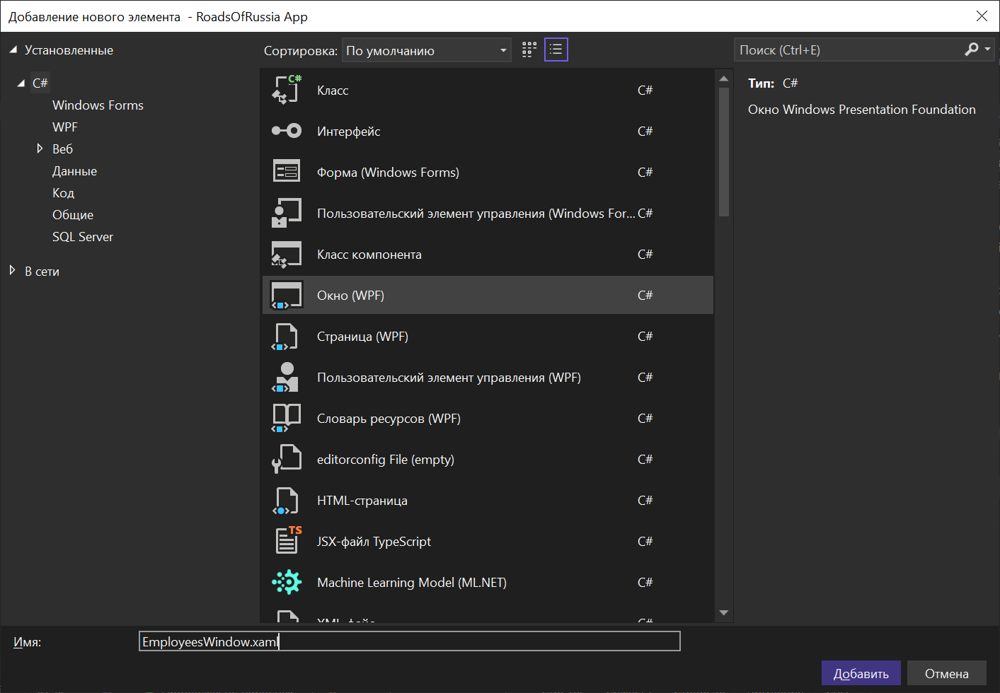 Добавление нового элемента - RoadsOfRussia App
Установленные
C#
Windows Forms
WPF
Веб
Данные
Код
Общие
SQL Server
В сети
Сортировка: По умолчанию
Класс C#
Интерфейс C#
Форма (Windows Forms) C#
Пользовательский элемент управления (Windows For... C#
Класс компонента C#
Окно (WPF) C#
Страница (WPF) C#
Пользовательский элемент управления (WPF) C#
Словарь ресурсов (WPF) C#
editorconfig File (empty) C#
HTML-страница C#
TS
JSX-файл TypeScript C#
Machine Learning Model (ML.NET) C#
Поиск (Ctrl+E)
Тип: C#
Окно Windows Presentation Foundation
Имя: EmployeesWindow.xaml
Добавить Отмена